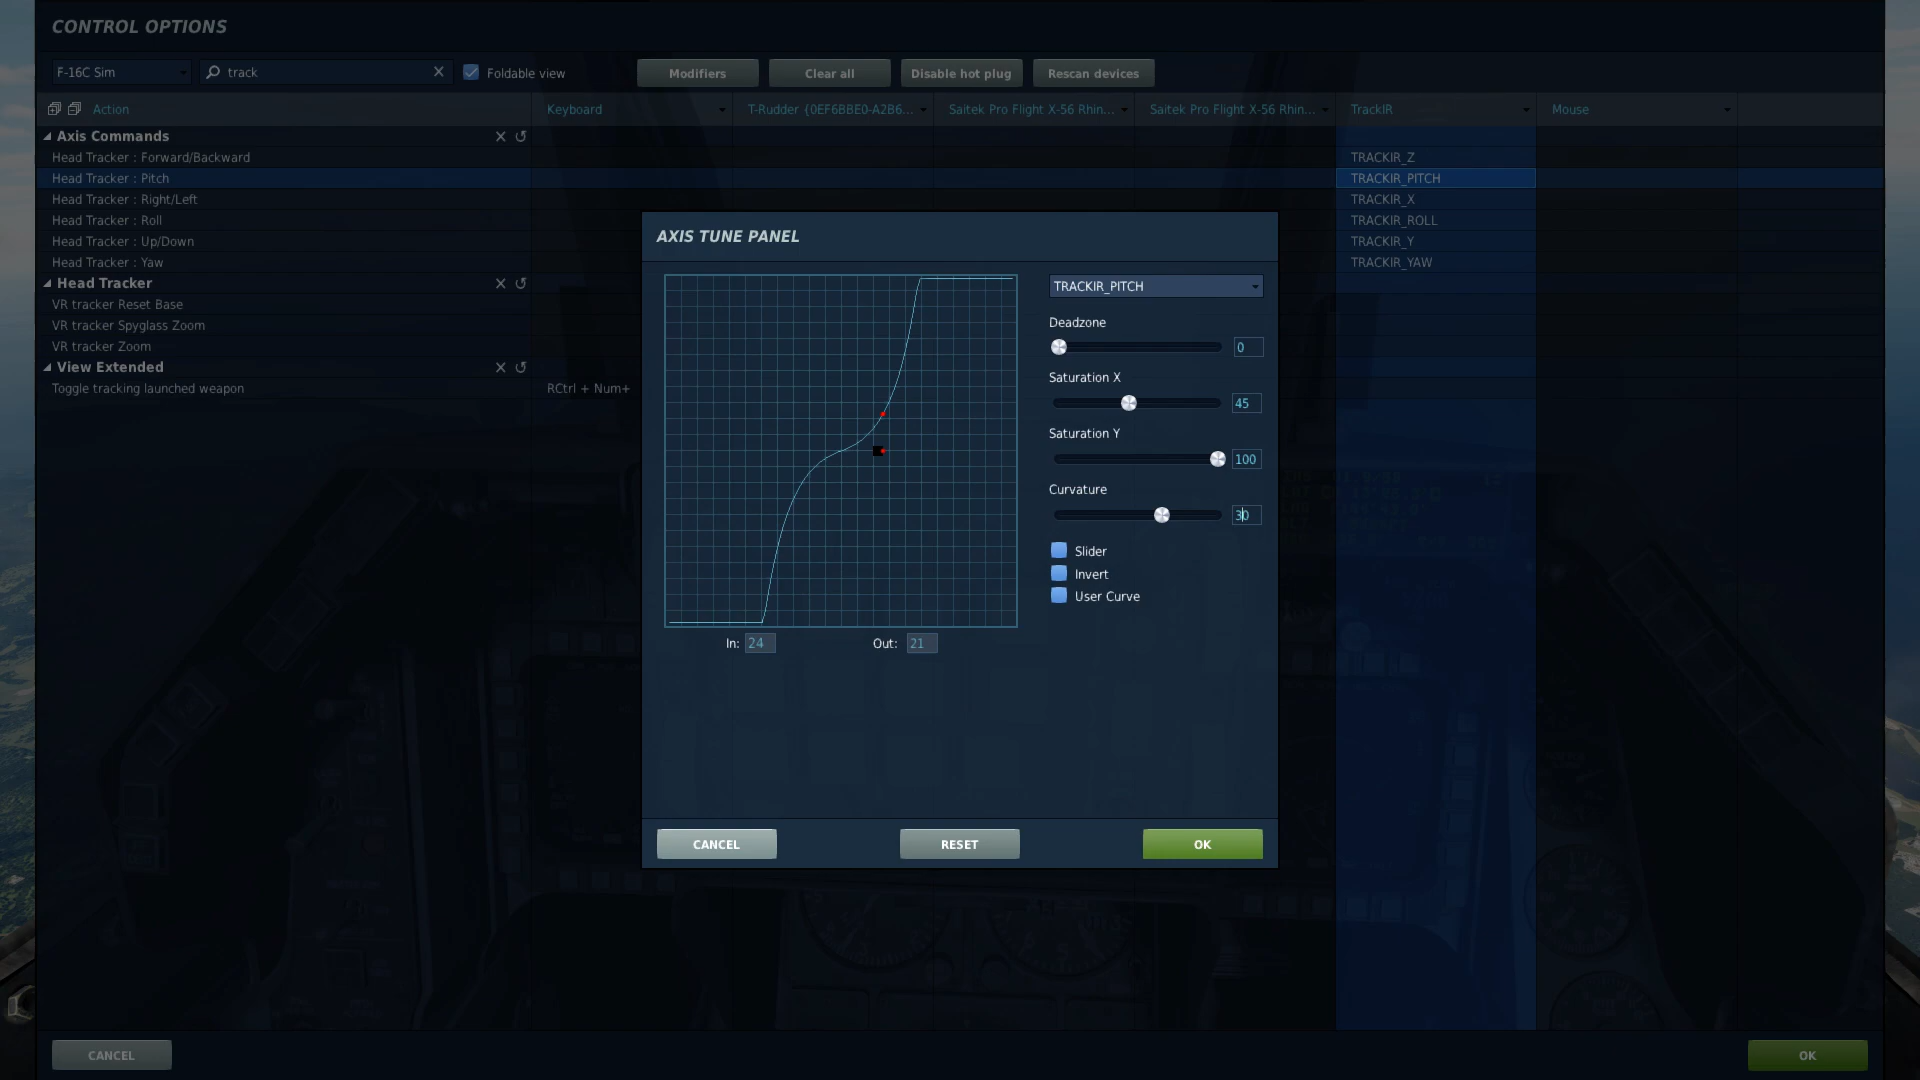 CONTROL OPTIONS
F-16C Sim
track
Foldable view
Modifiers
Clear all
Disable hot plug
Rescan devices
Action
Keyboard
T-Rudder {0EF6BBE0-A2B6...
Saitek Pro Flight X-56 Rhin...
Saitek Pro Flight X-56 Rhin...
TrackIR
Mouse
Axis Commands
Head Tracker : Forward/Backward
TRACKIR_Z
Head Tracker : Pitch
TRACKIR_PITCH
Head Tracker : Right/Left
TRACKIR_X
Head Tracker : Roll
TRACKIR_ROLL
Head Tracker : Up/Down
TRACKIR_Y
Head Tracker : Yaw
TRACKIR_YAW
Head Tracker
VR tracker Reset Base
VR tracker Spyglass Zoom
VR tracker Zoom
View Extended
Toggle tracking launched weapon
RCtrl + Num+
AXIS TUNE PANEL
TRACKIR_PITCH
Deadzone
0
Saturation X
45
Saturation Y
100
Curvature
30
Slider
Invert
User Curve
In: 24
Out: 21
CANCEL
RESET
OK
CANCEL
OK